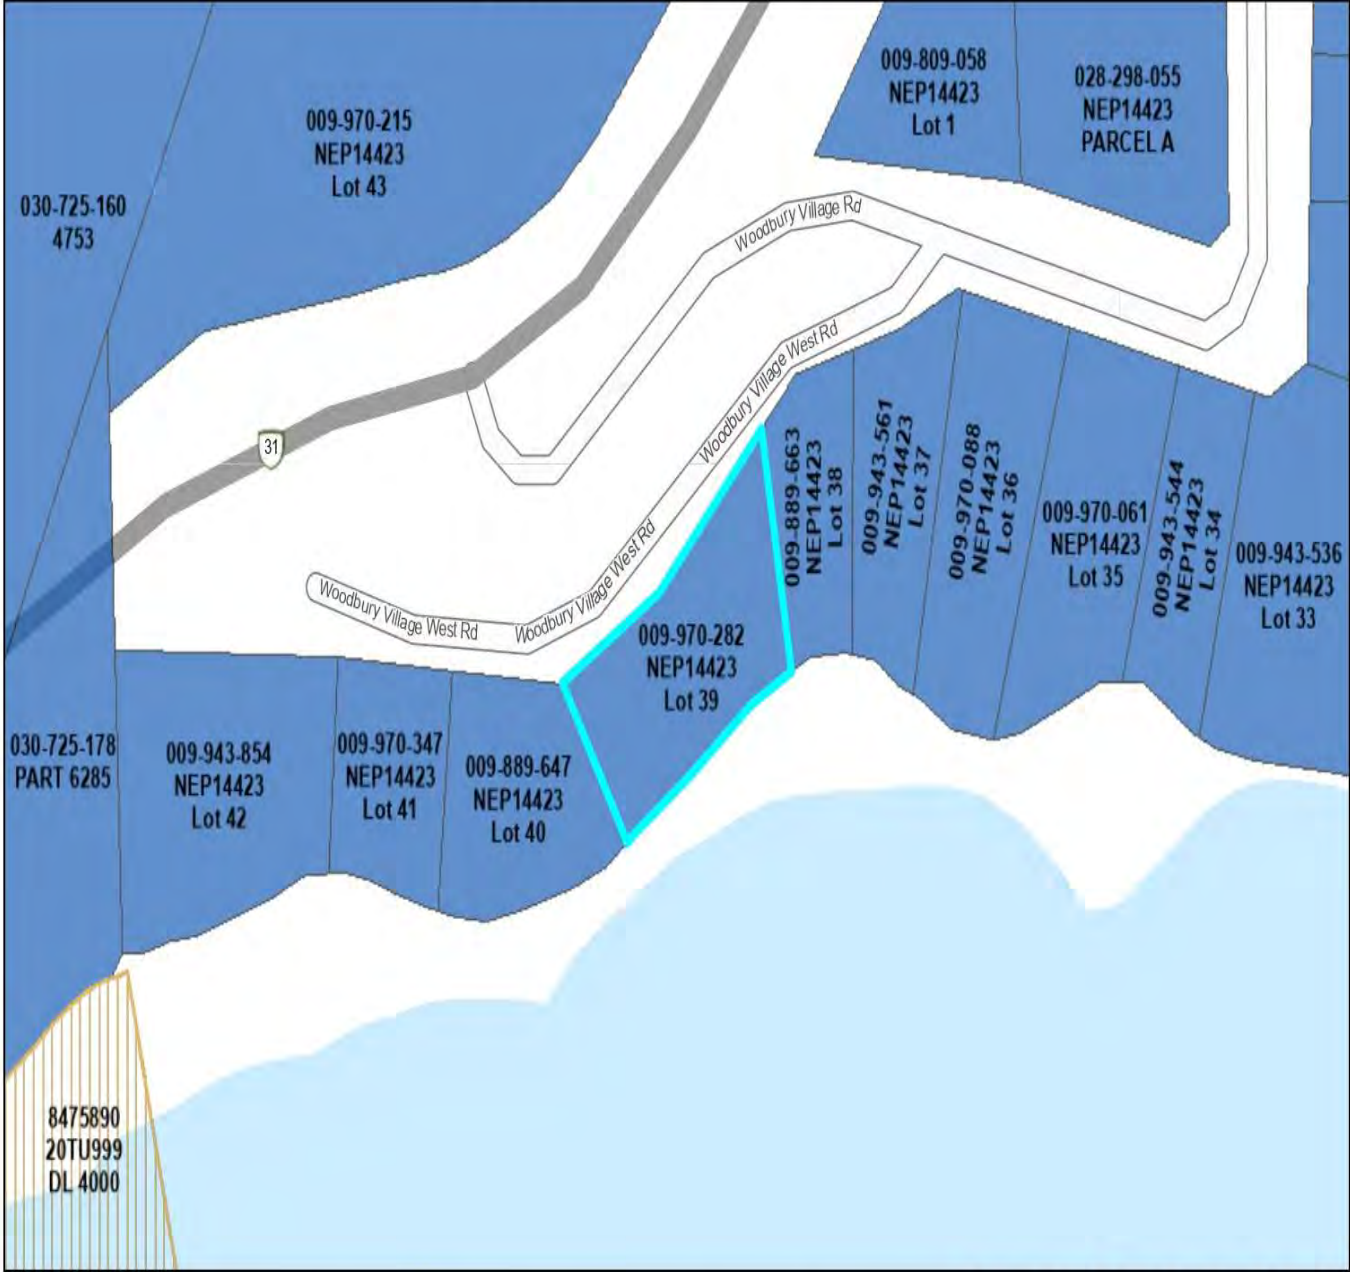 009-809-058
NEP14423
Lot 1
028-298-055
NEP14423
PARCEL A
009-970-215
NEP14423
Lot 43
030-725-160
4753
Woodbury Village Rd
Woodbury Village West Rd
31
009-889-663
NEP14423
Lot 38
009-943-561
NEP14423
Lot 37
009-970-088
NEP14423
Lot 36
009-970-061
NEP14423
Lot 35
009-943-544
NEP14423
Lot 34
009-943-536
NEP14423
Lot 33
Woodbury Village West Rd
Woodbury Village West Rd
009-970-282
NEP14423
Lot 39
030-725-178
PART 6285
009-943-854
NEP14423
Lot 42
009-970-347
NEP14423
Lot 41
009-889-647
NEP14423
Lot 40
8475890
20TU999
DL 4000